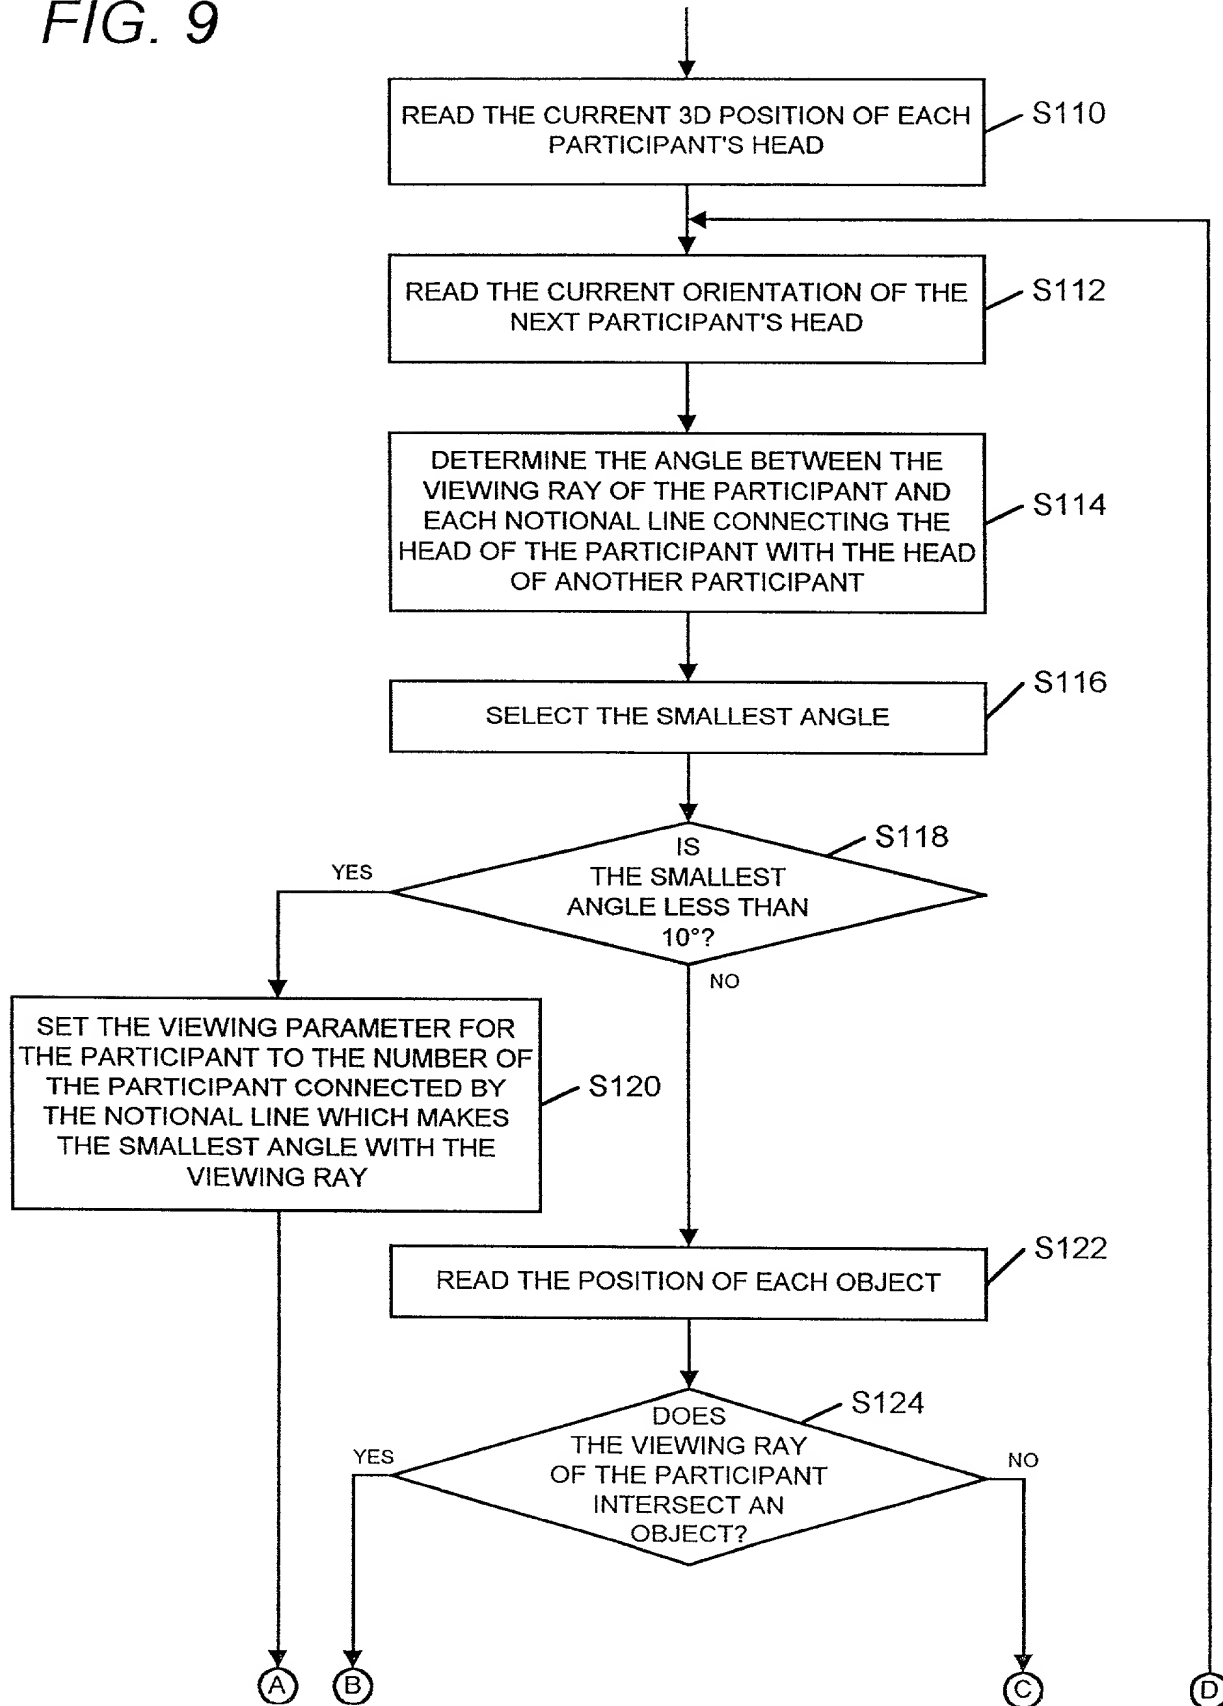 FIG. 9
READ THE CURRENT 3D POSITION OF EACH
PARTICIPANT'S HEAD
S110
READ THE CURRENT ORIENTATION OF THE
NEXT PARTICIPANT'S HEAD
S112
DETERMINE THE ANGLE BETWEEN THE
VIEWING RAY OF THE PARTICIPANT AND
EACH NOTIONAL LINE CONNECTING THE
HEAD OF THE PARTICIPANT WITH THE HEAD
OF ANOTHER PARTICIPANT
S114
SELECT THE SMALLEST ANGLE
S116
IS
THE SMALLEST
ANGLE LESS THAN
10°?
S118
YES
NO
SET THE VIEWING PARAMETER FOR
THE PARTICIPANT TO THE NUMBER OF
THE PARTICIPANT CONNECTED BY
THE NOTIONAL LINE WHICH MAKES
THE SMALLEST ANGLE WITH THE
VIEWING RAY
S120
READ THE POSITION OF EACH OBJECT
S122
DOES
THE VIEWING RAY
OF THE PARTICIPANT
INTERSECT AN
OBJECT?
S124
YES
NO
A
B
C
D